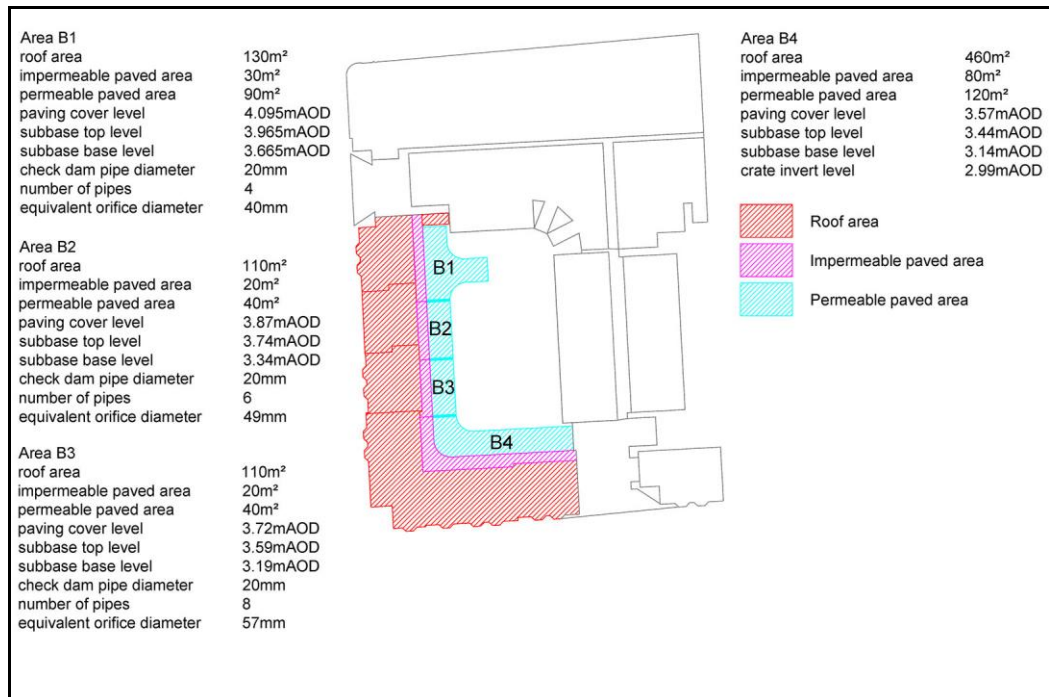 Area B1
roof area 130m²
impermeable paved area 30m²
permeable paved area 90m²
paving cover level 4.095mAOD
subbase top level 3.965mAOD
subbase base level 3.665mAOD
check dam pipe diameter 20mm
number of pipes 4
equivalent orifice diameter 40mm
Area B2
roof area 110m²
impermeable paved area 20m²
permeable paved area 40m²
paving cover level 3.87mAOD
subbase top level 3.74mAOD
subbase base level 3.34mAOD
check dam pipe diameter 20mm
number of pipes 6
equivalent orifice diameter 49mm
Area B3
roof area 110m²
impermeable paved area 20m²
permeable paved area 40m²
paving cover level 3.72mAOD
subbase top level 3.59mAOD
subbase base level 3.19mAOD
check dam pipe diameter 20mm
number of pipes 8
equivalent orifice diameter 57mm
B1
B2
B3
B4
Area B4
roof area 460m²
impermeable paved area 80m²
permeable paved area 120m²
paving cover level 3.57mAOD
subbase top level 3.44mAOD
subbase base level 3.14mAOD
crate invert level 2.99mAOD
Roof area
Impermeable paved area
Permeable paved area